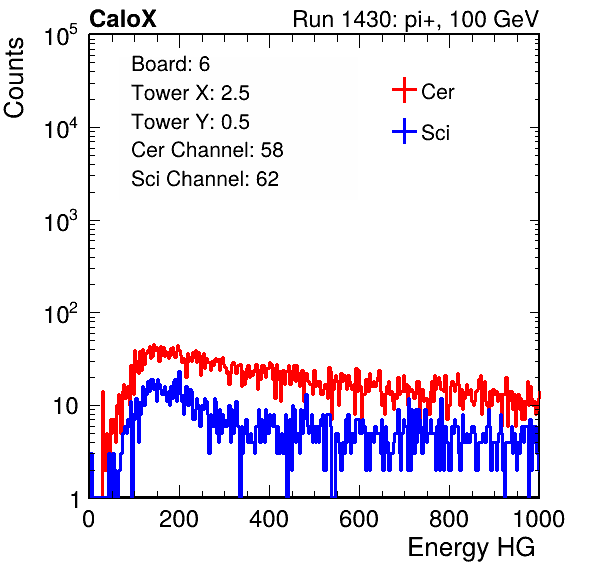 CaloX Run 1430: pi+, 100 GeV
Board: 6
Tower X: 2.5
Tower Y: 0.5
Cer Channel: 58
Sci Channel: 62
Cer
Sci
Counts
10^5
10^4
10^3
10^2
10
1
0 200 400 600 800 1000
Energy HG